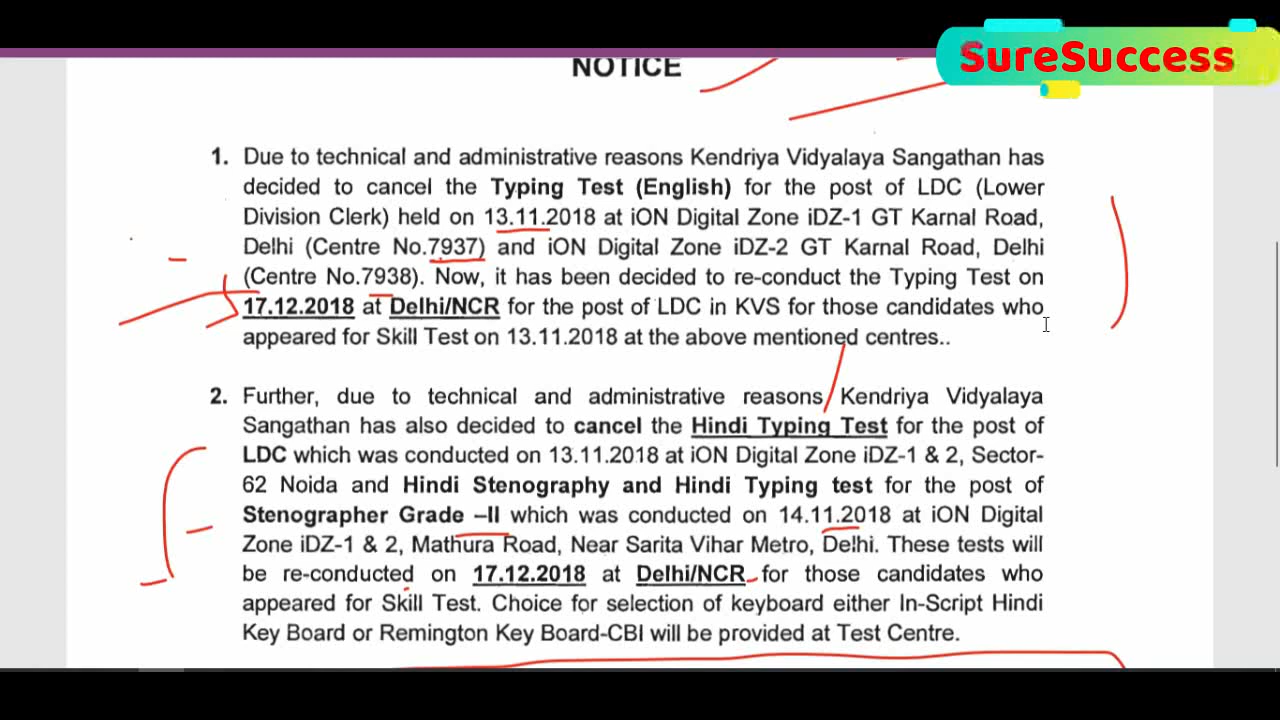 SureSuccess
NOTICE
1. Due to technical and administrative reasons Kendriya Vidyalaya Sangathan has
decided to cancel the Typing Test (English) for the post of LDC (Lower
Division Clerk) held on 13.11.2018 at iON Digital Zone iDZ-1 GT Karnal Road,
Delhi (Centre No.7937) and iON Digital Zone iDZ-2 GT Karnal Road, Delhi
(Centre No.7938). Now, it has been decided to re-conduct the Typing Test on
17.12.2018 at Delhi/NCR for the post of LDC in KVS for those candidates who
appeared for Skill Test on 13.11.2018 at the above mentioned centres..
2. Further, due to technical and administrative reasons Kendriya Vidyalaya
Sangathan has also decided to cancel the Hindi Typing Test for the post of
LDC which was conducted on 13.11.2018 at iON Digital Zone iDZ-1 & 2, Sector-
62 Noida and Hindi Stenography and Hindi Typing test for the post of
Stenographer Grade –II which was conducted on 14.11.2018 at iON Digital
Zone iDZ-1 & 2, Mathura Road, Near Sarita Vihar Metro, Delhi. These tests will
be re-conducted on 17.12.2018 at Delhi/NCR for those candidates who
appeared for Skill Test. Choice for selection of keyboard either In-Script Hindi
Key Board or Remington Key Board-CBI will be provided at Test Centre.